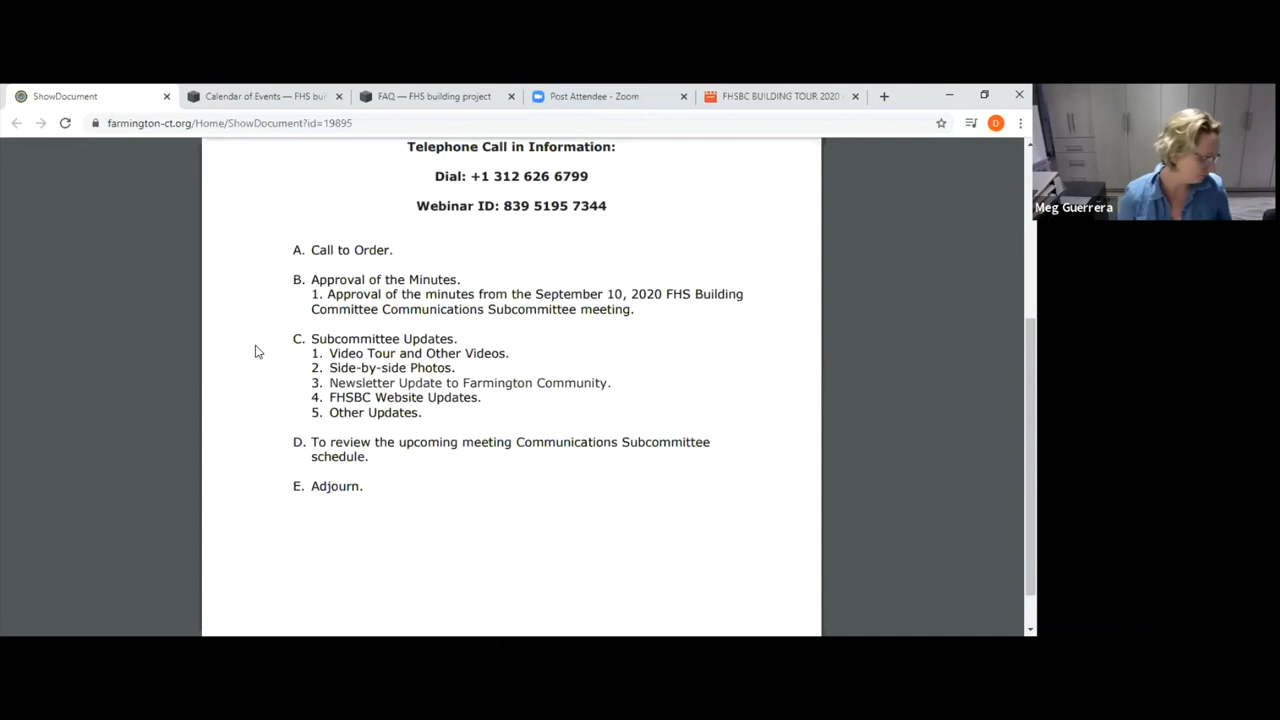 ShowDocument
Calendar of Events — FHS bui
FAQ — FHS building project
Post Attendee - Zoom
FHSBC BUILDING TOUR 2020
farmington-ct.org/Home/ShowDocument?id=19895
D
Telephone Call in Information:
Dial: +1 312 626 6799
Webinar ID: 839 5195 7344
A. Call to Order.
B. Approval of the Minutes.
1. Approval of the minutes from the September 10, 2020 FHS Building
Committee Communications Subcommittee meeting.
C. Subcommittee Updates.
1. Video Tour and Other Videos.
2. Side-by-side Photos.
3. Newsletter Update to Farmington Community.
4. FHSBC Website Updates.
5. Other Updates.
D. To review the upcoming meeting Communications Subcommittee
schedule.
E. Adjourn.
Meg Guerrera